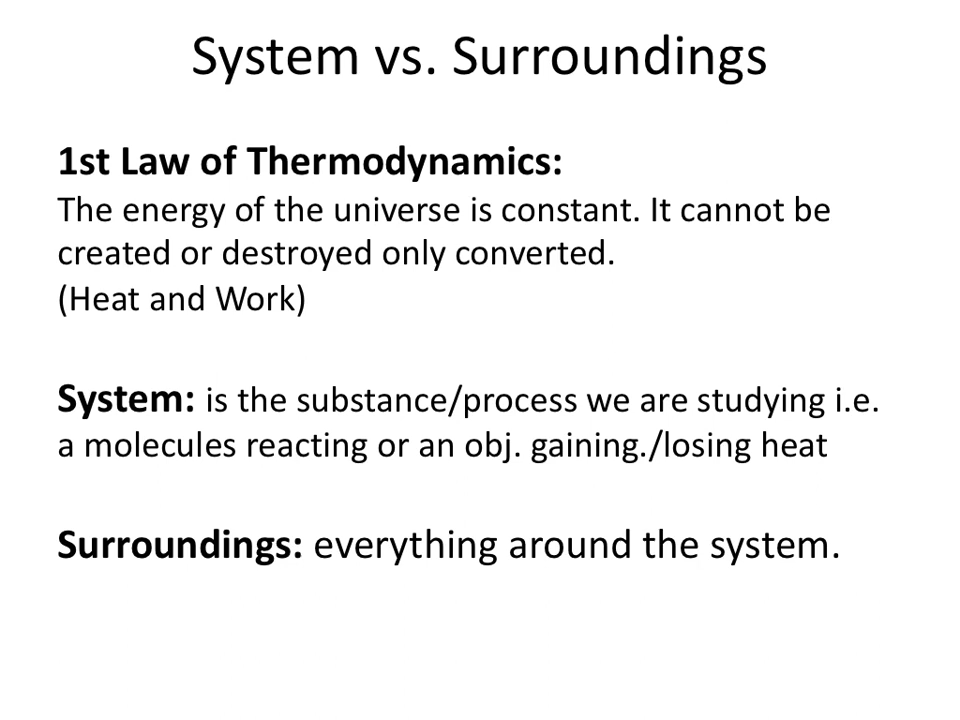 System vs. Surroundings
1st Law of Thermodynamics:
The energy of the universe is constant. It cannot be
created or destroyed only converted.
(Heat and Work)
System: is the substance/process we are studying i.e.
a molecules reacting or an obj. gaining./losing heat
Surroundings: everything around the system.